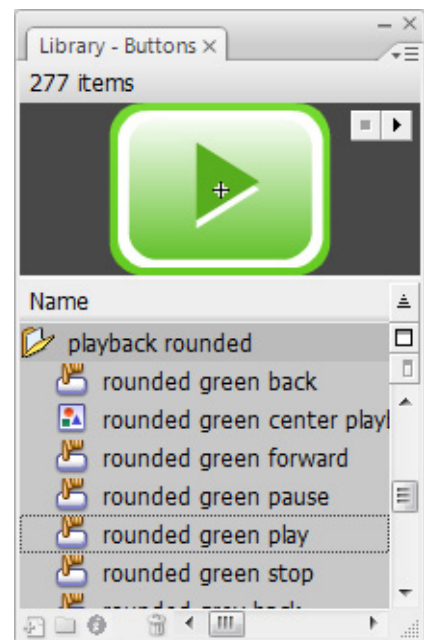 Library - Buttons
277 items
Name
playback rounded
rounded green back
rounded green center playl
rounded green forward
rounded green pause
rounded green play
rounded green stop